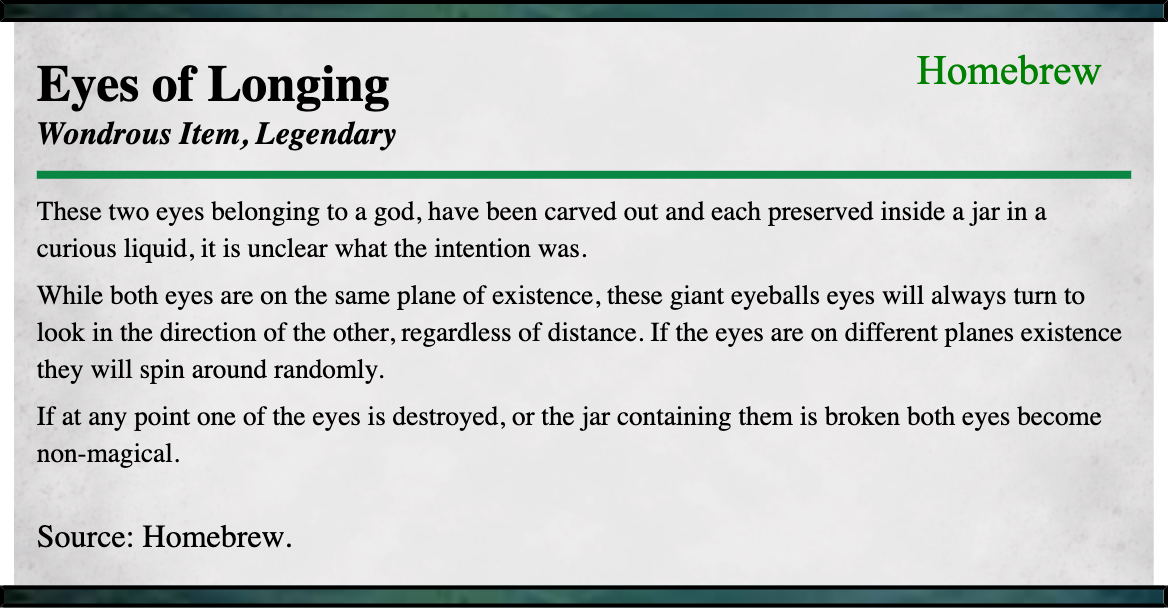 Homebrew
Eyes of Longing
Wondrous Item, Legendary
These two eyes belonging to a god, have been carved out and each preserved inside a jar in a
curious liquid, it is unclear what the intention was.
While both eyes are on the same plane of existence, these giant eyeballs eyes will always turn to
look in the direction of the other, regardless of distance. If the eyes are on different planes existence
they will spin around randomly.
If at any point one of the eyes is destroyed, or the jar containing them is broken both eyes become
non-magical.
Source: Homebrew.